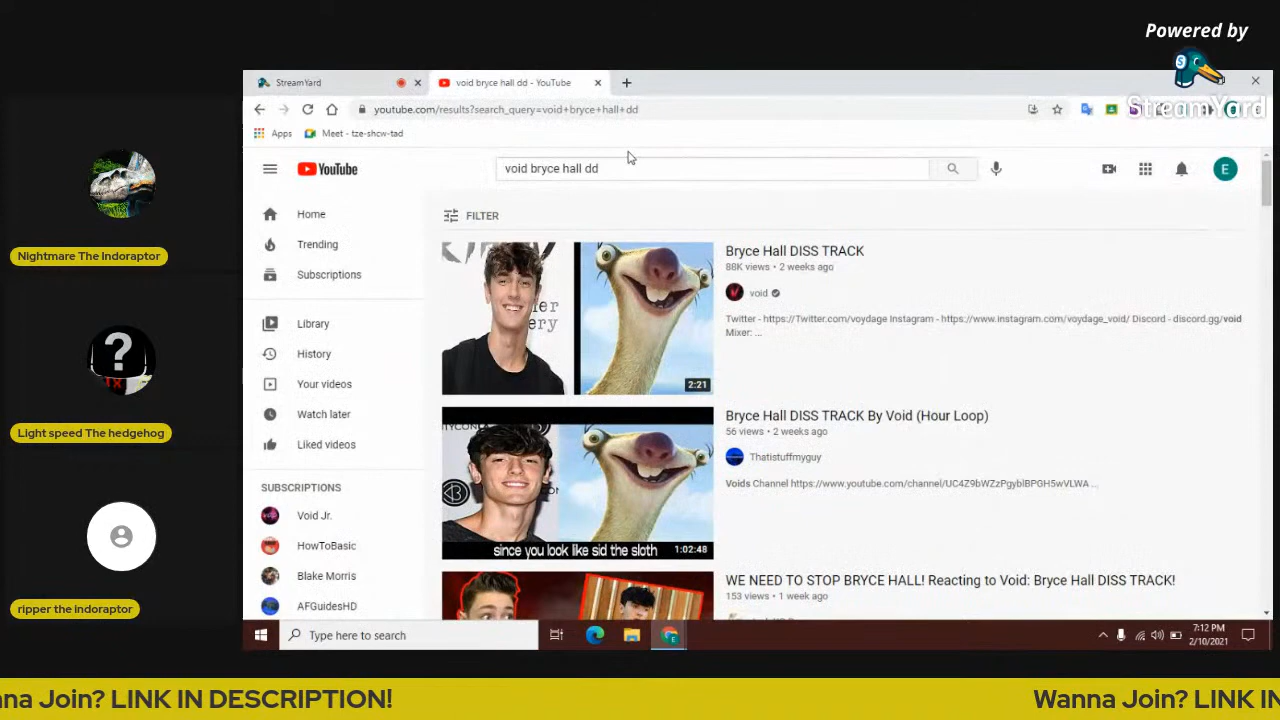 Powered by
StreamYard
StreamYard
void bryce hall dd - YouTube
youtube.com/results?search_query=void+bryce+hall+dd
Apps
Meet - tze-shcw-tad
YouTube
void bryce hall dd
E
Home
Trending
Subscriptions
Library
History
Your videos
Watch later
Liked videos
SUBSCRIPTIONS
Void Jr.
HowToBasic
Blake Morris
AFGuidesHD
FILTER
Bryce Hall DISS TRACK
88K views • 2 weeks ago
void
Twitter - https://Twitter.com/voydage Instagram - https://www.instagram.com/voydage_void/ Discord - discord.gg/void
Mixer: ...
2:21
Bryce Hall DISS TRACK By Void (Hour Loop)
56 views • 2 weeks ago
Thatistuffmyguy
Voids Channel https://www.youtube.com/channel/UC4Z9bWZzPgyblBPGH5wVLWA ...
since you look like sid the sloth
1:02:48
WE NEED TO STOP BRYCE HALL! Reacting to Void: Bryce Hall DISS TRACK!
153 views • 1 week ago
Nightmare The Indoraptor
?
Light speed The hedgehog
ripper the indoraptor
Type here to search
7:12 PM
2/10/2021
nna Join? LINK IN DESCRIPTION!
Wanna Join? LINK IN